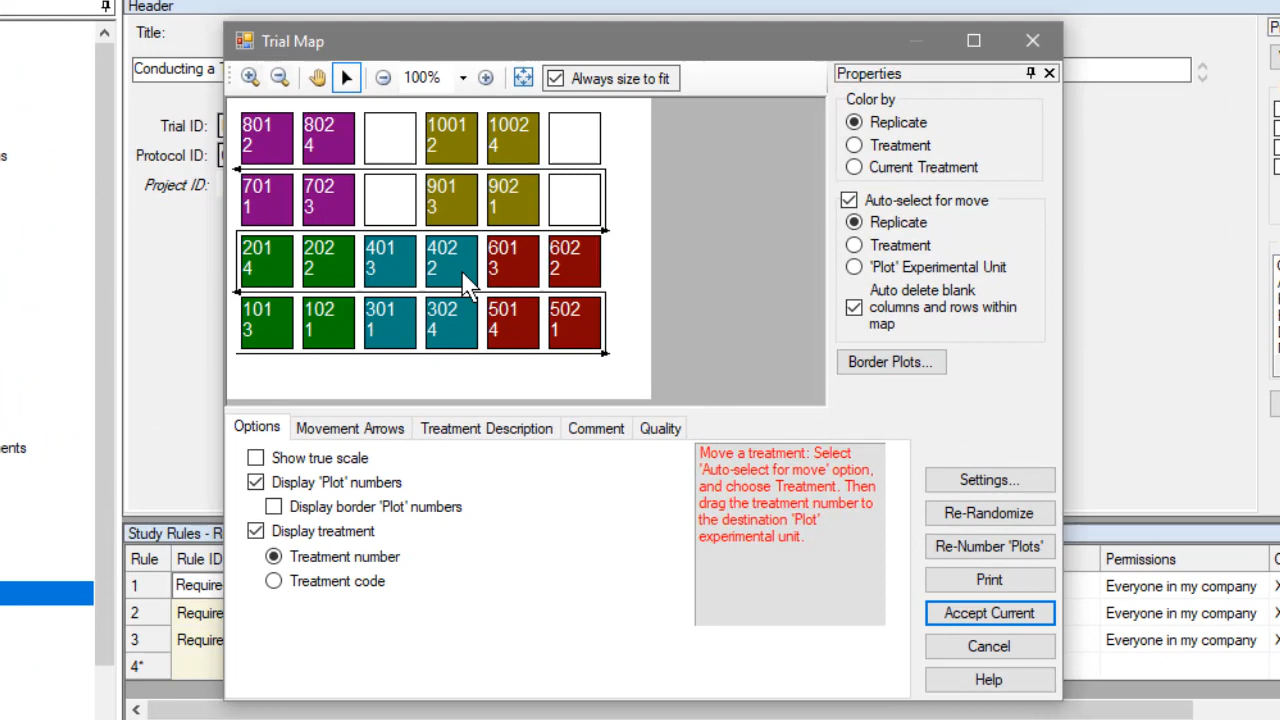 Header
Title:
Conducting a T
Trial ID:
Protocol ID:
Project ID:
ents
Trial Map
100%
Always size to fit
801 802 1001 1002
2 4 2 4
701 702 901 902
1 3 3 1
201 202 401 402 601 602
4 2 3 2 3 2
101 102 301 302 501 502
3 1 1 4 4 1
Properties
Color by
Replicate
Treatment
Current Treatment
Auto-select for move
Replicate
Treatment
'Plot' Experimental Unit
Auto delete blank
columns and rows within
map
Border Plots...
Options Movement Arrows Treatment Description Comment Quality
Show true scale
Display 'Plot' numbers
Display border 'Plot' numbers
Display treatment
Treatment number
Treatment code
Move a treatment: Select
'Auto-select for move' option,
and choose Treatment. Then
drag the treatment number to
the destination 'Plot'
experimental unit.
Settings...
Re-Randomize
Re-Number 'Plots'
Print
Accept Current
Cancel
Help
Study Rules - R
Rule Rule ID Permissions
1 Require Everyone in my company
2 Require Everyone in my company
3 Require Everyone in my company
4*